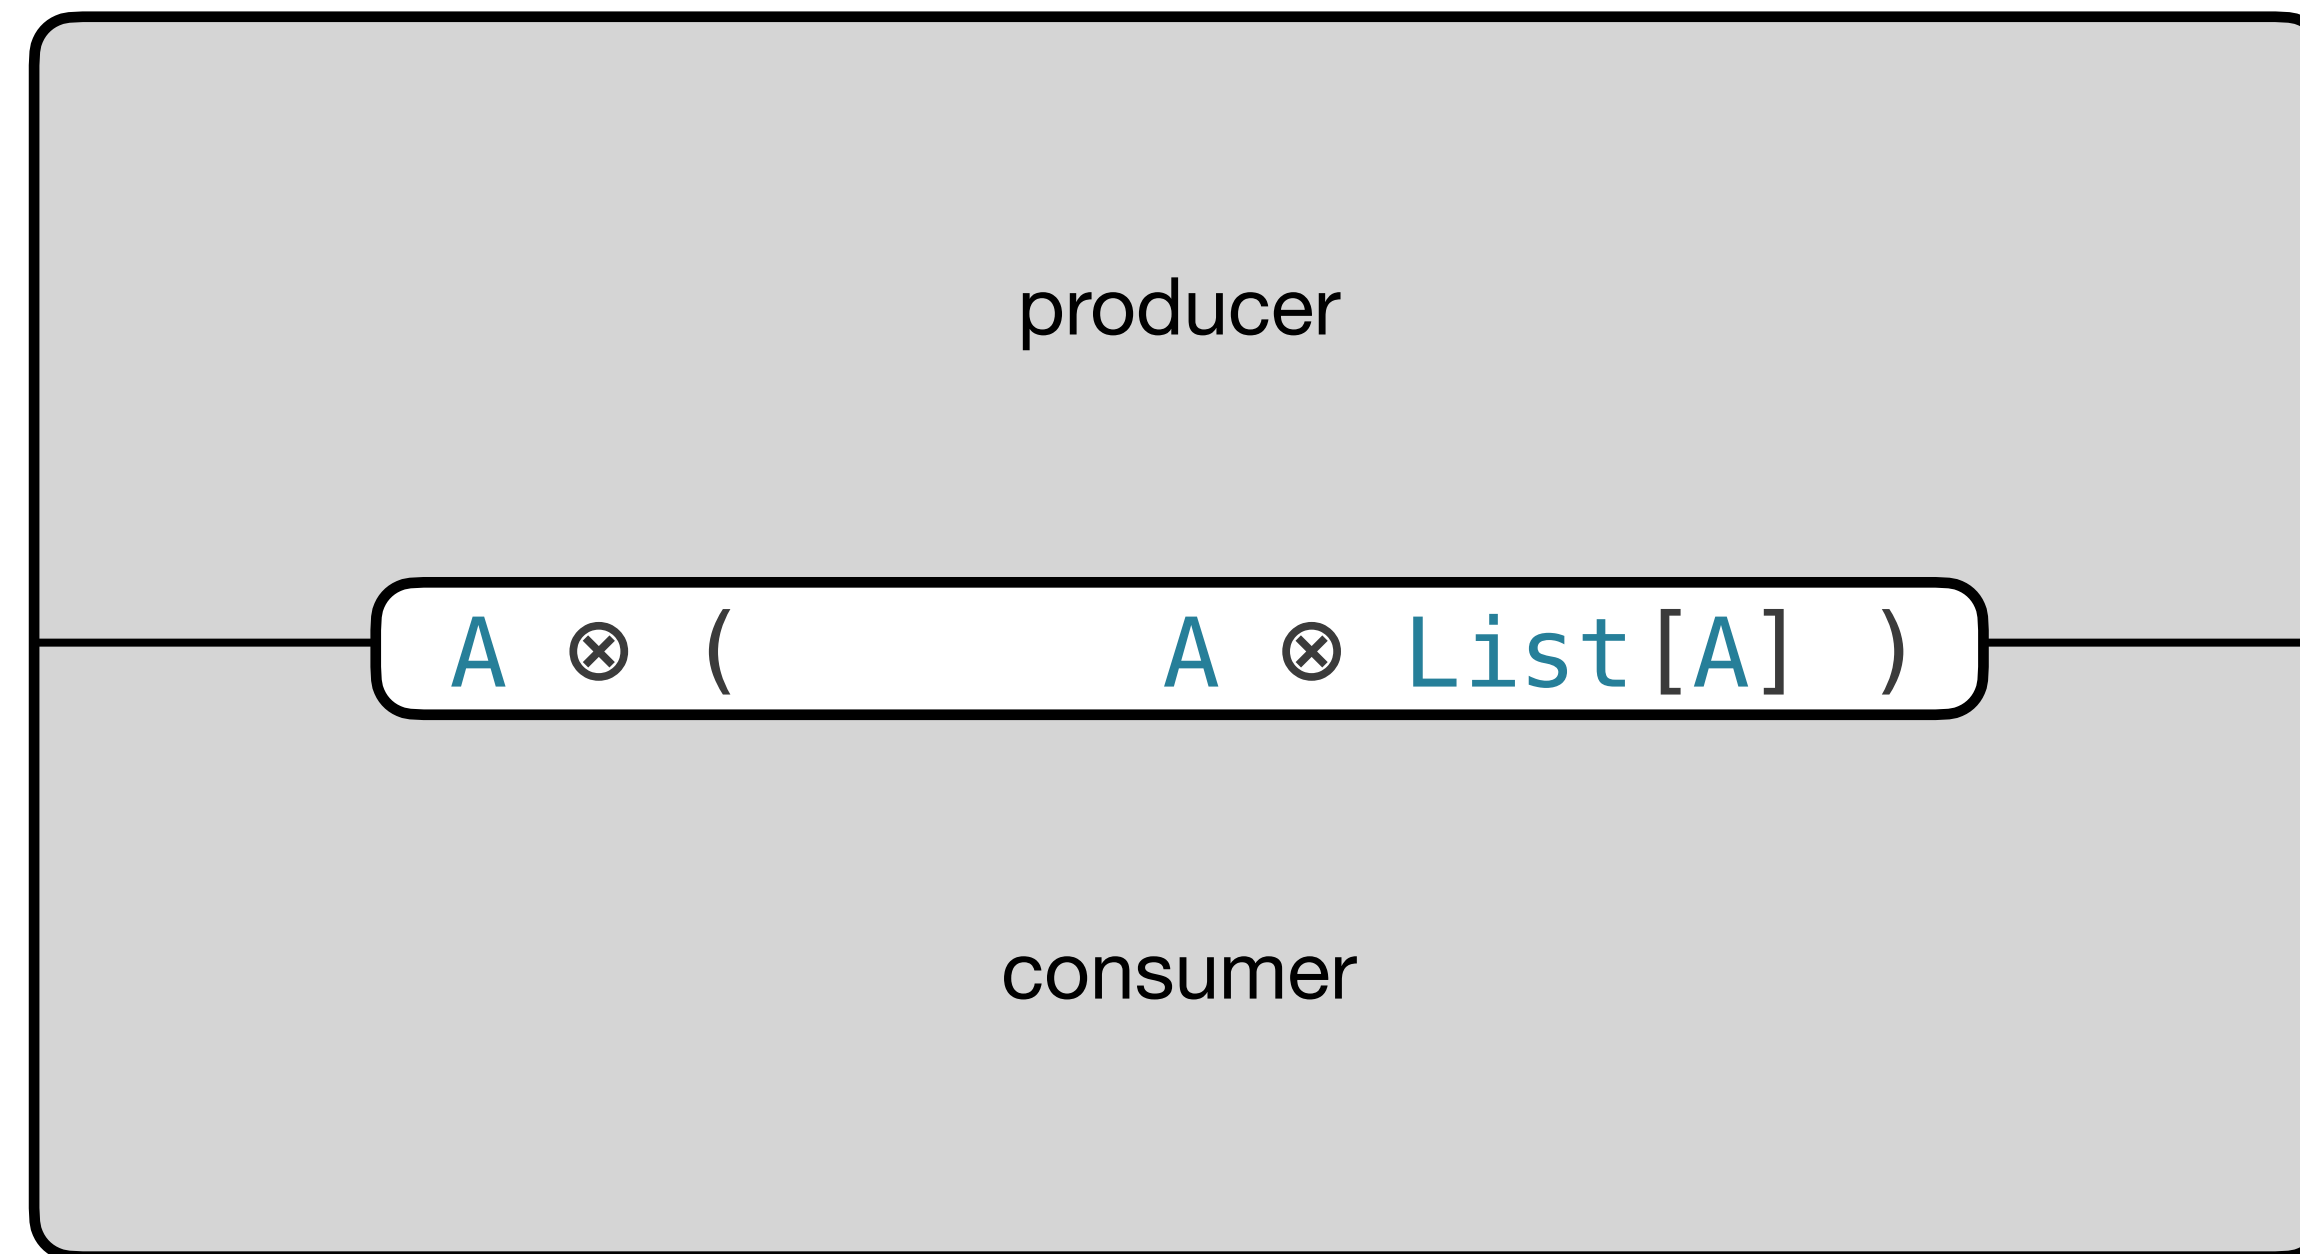 producer
A ⊗ (        A ⊗ List[A] )
consumer